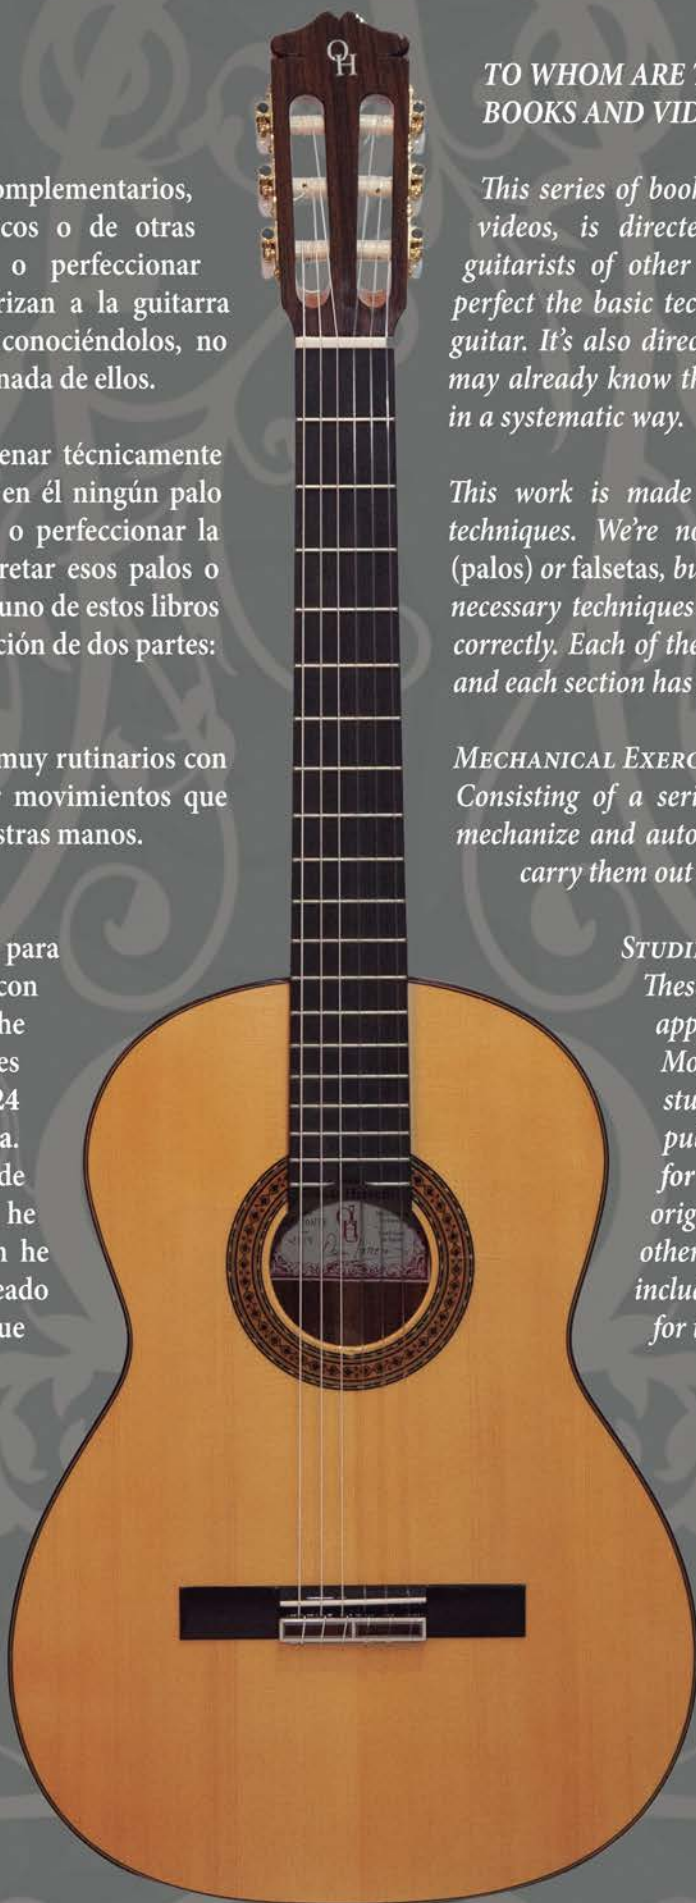 OH
omplementarios,
cos o de otras
o perfeccionar
rizan a la guitarra
conociéndolos, no
nada de ellos.
enar técnicamente
en él ningún palo
o perfeccionar la
retar esos palos o
uno de estos libros
ción de dos partes:
muy rutinarios con
movimientos que
stras manos.
para
con
he
es
24
a.
de
he
n he
eado
ue
TO WHOM ARE T
BOOKS AND VID
This series of book
videos, is directe
guitarists of other
perfect the basic tec
guitar. It's also direc
may already know th
in a systematic way.
This work is made
techniques. We're no
(palos) or falsetas, bu
necessary techniques
correctly. Each of the
and each section has
MECHANICAL EXERC
Consisting of a seri
mechanize and auto
carry them out
STUDI
Thes
app
Mo
stu
pu
for
orig
other
inclu
for t